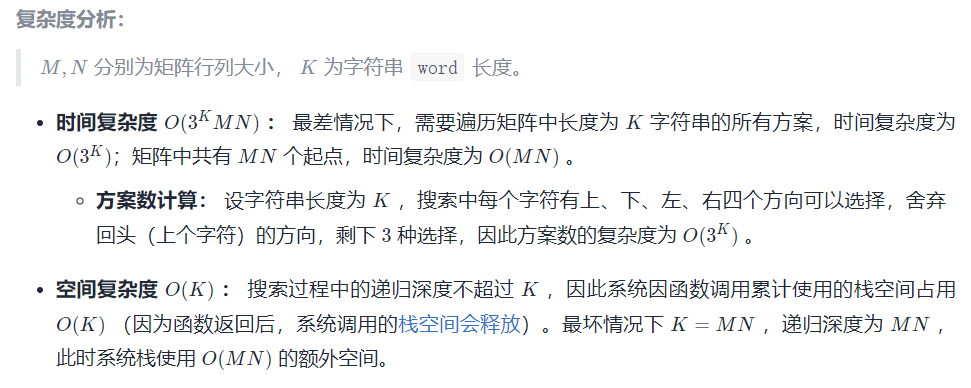 复杂度分析：
M, N 分别为矩阵行列大小， K 为字符串 word 长度。
• 时间复杂度 O(3^K MN) ： 最差情况下，需要遍历矩阵中长度为 K 字符串的所有方案，时间复杂度为
O(3^K)；矩阵中共有 MN 个起点，时间复杂度为 O(MN) 。
◦ 方案数计算： 设字符串长度为 K ，搜索中每个字符有上、下、左、右四个方向可以选择，舍弃
回头（上个字符）的方向，剩下 3 种选择，因此方案数的复杂度为 O(3^K) 。
• 空间复杂度 O(K) ： 搜索过程中的递归深度不超过 K ，因此系统因函数调用累计使用的栈空间占用
O(K) （因为函数返回后，系统调用的栈空间会释放）。最坏情况下 K = MN ，递归深度为 MN ，
此时系统栈使用 O(MN) 的额外空间。